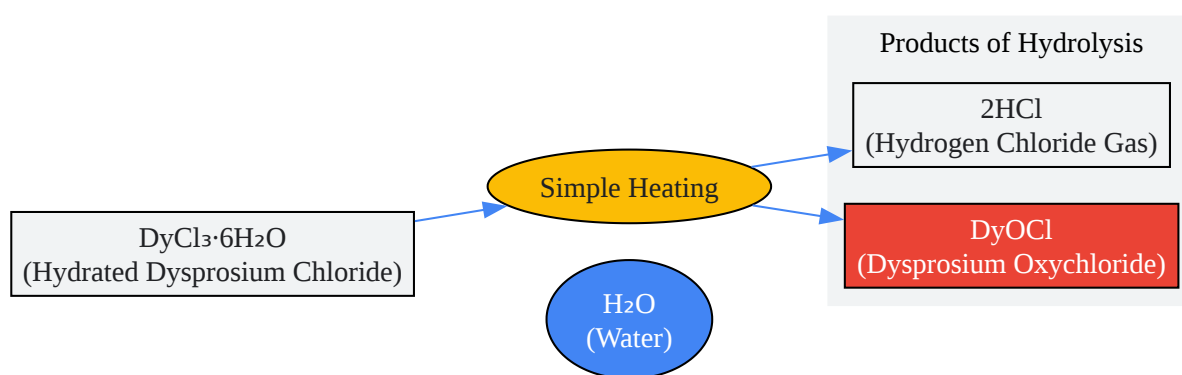 Products of Hydrolysis
2HCl
(Hydrogen Chloride Gas)
Simple Heating
DyOCl
(Dysprosium Oxychloride)
DyCl₃·6H₂O
(Hydrated Dysprosium Chloride)
H₂O
(Water)